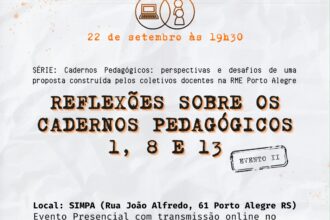 22 de setembro às 19h30
SÉRIE: Cadernos Pedagógicos: perspectivas e desafios de uma
proposta construída pelos coletivos docentes na RME Porto Alegre
REFLEXÕES SOBRE OS
CADERNOS PEDAGÓGICOS
1, 8 E 13
EVENTO II
Local: SIMPA (Rua João Alfredo, 61 Porto Alegre RS)
Evento Presencial com transmissão online no